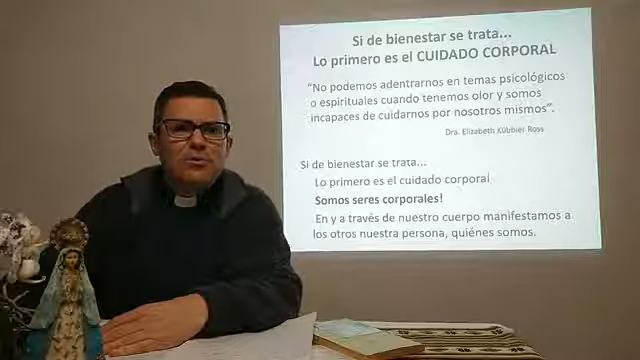 Si de bienestar se trata...
Lo primero es el CUIDADO CORPORAL
“No podemos adentrarnos en temas psicológicos
o espirituales cuando tenemos olor y somos
incapaces de cuidarnos por nosotros mismos”.
Dra. Elizabeth Kübbler Ross
Si de bienestar se trata...
Lo primero es el cuidado corporal
Somos seres corporales!
En y a través de nuestro cuerpo manifestamos a
los otros nuestra persona, quiénes somos.